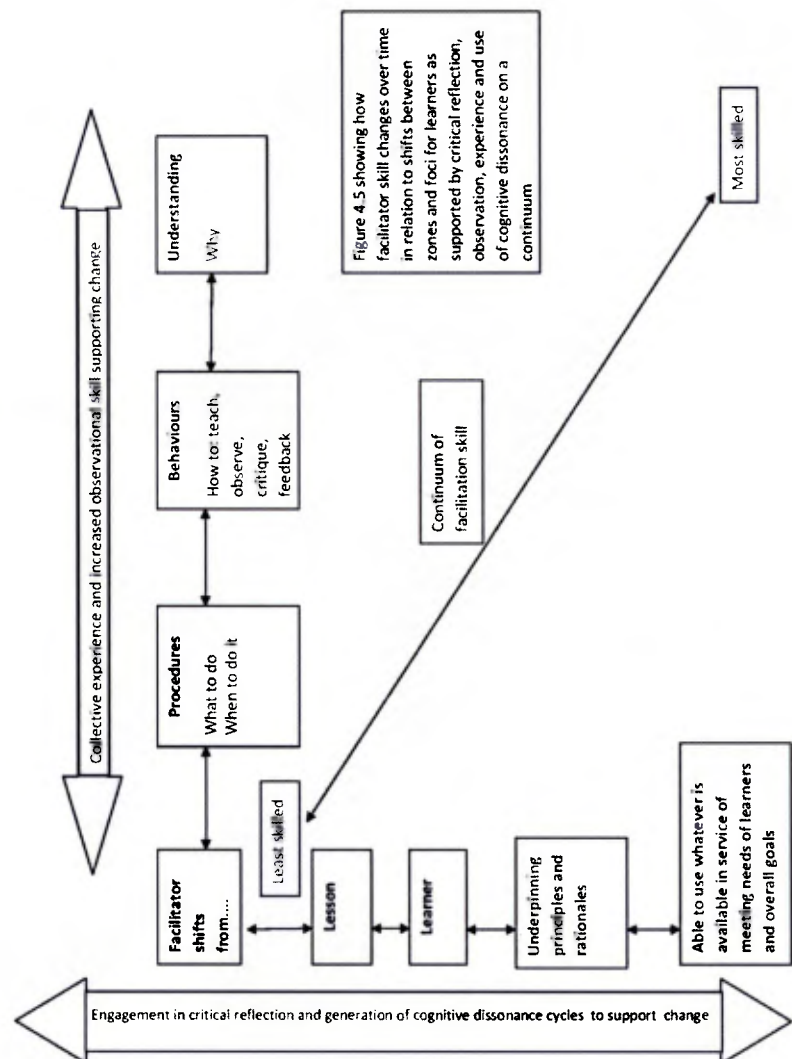 Collective experience and increased observational skill supporting change
Facilitator
shifts
from....
Procedures
What to do
When to do it
Behaviours
How to: teach,
observe,
critique,
feedback
Understanding
Why
Least skilled
Lesson
Learner
Underpinning
principles and
rationales
Able to use whatever is
available in service of
meeting needs of learners
and overall goals
Continuum of
facilitation skill
Most skilled
Figure 4.5 showing how
facilitator skill changes over time
in relation to shifts between
zones and foci for learners as
supported by critical reflection,
observation, experience and use
of cognitive dissonance on a
continuum
Engagement in critical reflection and generation of cognitive dissonance cycles to support change